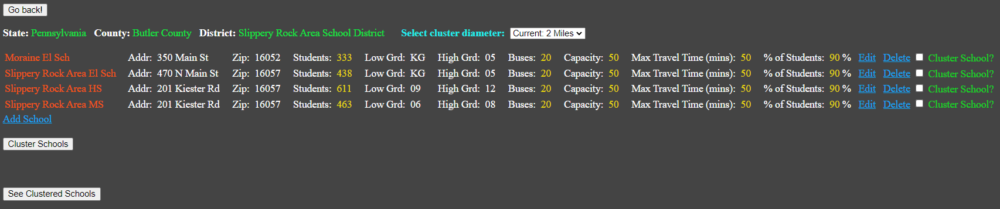 Go back!
State: Pennsylvania County: Butler County District: Slippery Rock Area School District Select cluster diameter: Current: 2 Miles
Moraine El Sch Addr: 350 Main St Zip: 16052 Students: 333 Low Grd: KG High Grd: 05 Buses: 20 Capacity: 50 Max Travel Time (mins): 50 % of Students: 90 % Edit Delete Cluster School?
Slippery Rock Area El Sch Addr: 470 N Main St Zip: 16057 Students: 438 Low Grd: KG High Grd: 05 Buses: 20 Capacity: 50 Max Travel Time (mins): 50 % of Students: 90 % Edit Delete Cluster School?
Slippery Rock Area HS Addr: 201 Kiester Rd Zip: 16057 Students: 611 Low Grd: 09 High Grd: 12 Buses: 20 Capacity: 50 Max Travel Time (mins): 50 % of Students: 90 % Edit Delete Cluster School?
Slippery Rock Area MS Addr: 201 Kiester Rd Zip: 16057 Students: 463 Low Grd: 06 High Grd: 08 Buses: 20 Capacity: 50 Max Travel Time (mins): 50 % of Students: 90 % Edit Delete Cluster School?
Add School
Cluster Schools
See Clustered Schools